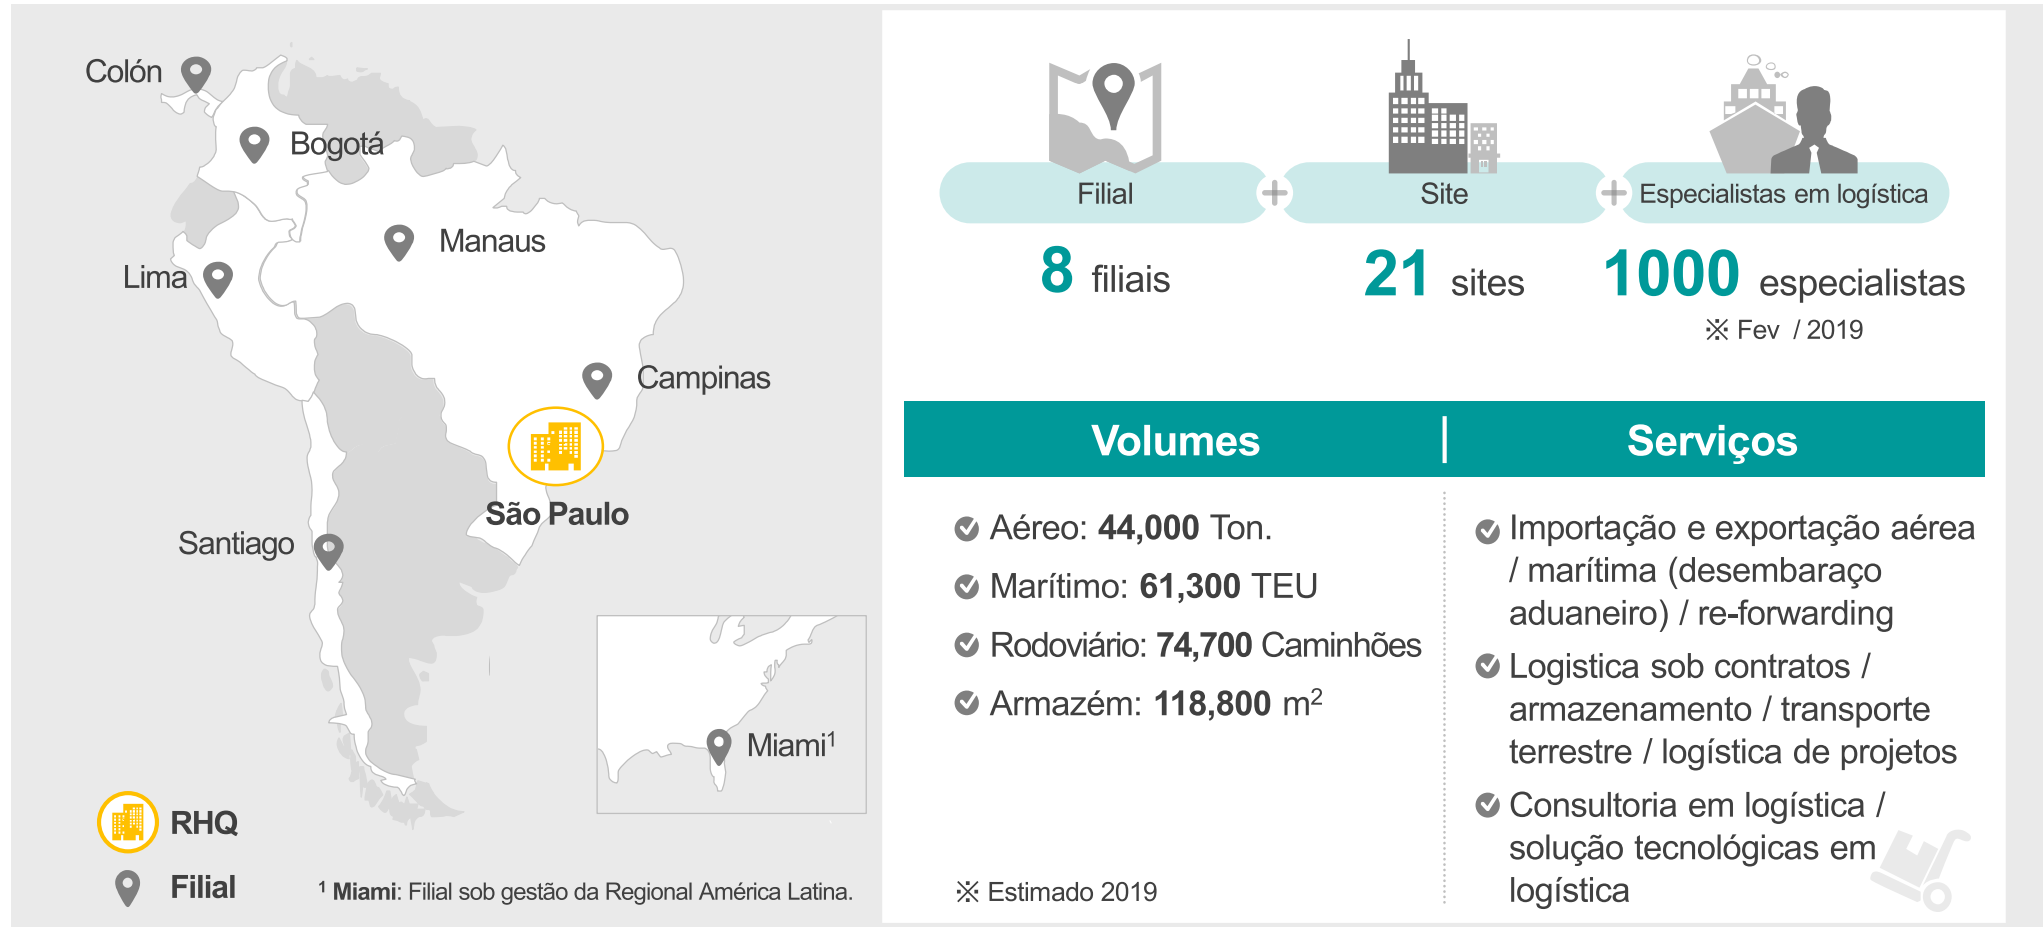 Colón
Bogotá
Manaus
Lima
Campinas
São Paulo
Santiago
Miami¹
RHQ
Filial
¹ Miami: Filial sob gestão da Regional América Latina.
Filial
Site
Especialistas em logística
8 filiais
21 sites
1000 especialistas
※ Fev / 2019
Volumes
Aéreo: 44,000 Ton.
Marítimo: 61,300 TEU
Rodoviário: 74,700 Caminhões
Armazém: 118,800 m²
※ Estimado 2019
Serviços
Importação e exportação aérea
/ marítima (desembaraço
aduaneiro) / re-forwarding
Logistica sob contratos /
armazenamento / transporte
terrestre / logística de projetos
Consultoria em logística /
solução tecnológicas em
logística